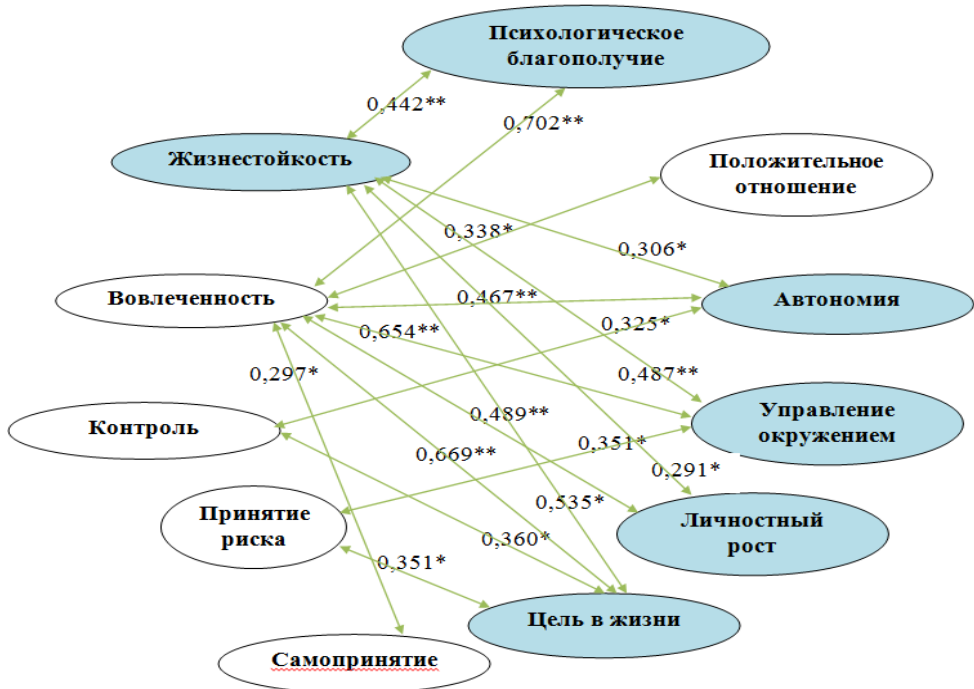 Психологическое
благополучие
0,442**
0,702**
Жизнестойкость
Положительное
отношение
0,338*
0,306*
Вовлеченность
0,467**
Автономия
0,325*
0,654**
0,297*
0,487**
Управление
окружением
0,489**
Контроль
0,351*
0,669**
0,291*
0,535*
Принятие
риска
Личностный
рост
0,360*
0,351*
Цель в жизни
Самопринятие